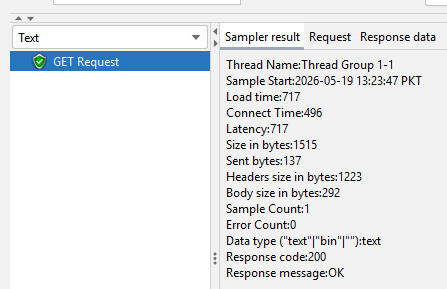 Text
GET Request
Sampler result
Request
Response data
Thread Name:Thread Group 1-1
Sample Start:2026-05-19 13:23:47 PKT
Load time:717
Connect Time:496
Latency:717
Size in bytes:1515
Sent bytes:137
Headers size in bytes:1223
Body size in bytes:292
Sample Count:1
Error Count:0
Data type ("text"|"bin"|""):text
Response code:200
Response message:OK